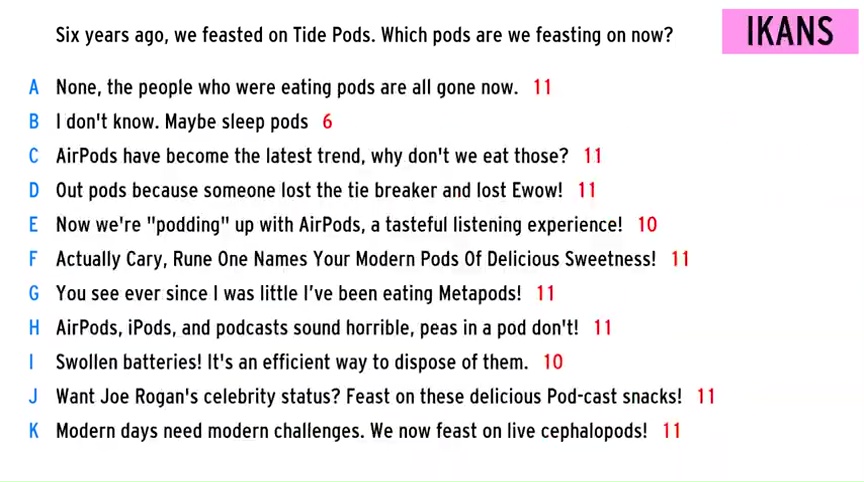 Six years ago, we feasted on Tide Pods. Which pods are we feasting on now?
IKANS
A None, the people who were eating pods are all gone now. 11
B I don't know. Maybe sleep pods 6
C AirPods have become the latest trend, why don't we eat those? 11
D Out pods because someone lost the tie breaker and lost Ewow! 11
E Now we're "podding" up with AirPods, a tasteful listening experience! 10
F Actually Cary, Rune One Names Your Modern Pods Of Delicious Sweetness! 11
G You see ever since I was little I've been eating Metapods! 11
H AirPods, iPods, and podcasts sound horrible, peas in a pod don't! 11
I Swollen batteries! It's an efficient way to dispose of them. 10
J Want Joe Rogan's celebrity status? Feast on these delicious Pod-cast snacks! 11
K Modern days need modern challenges. We now feast on live cephalopods! 11